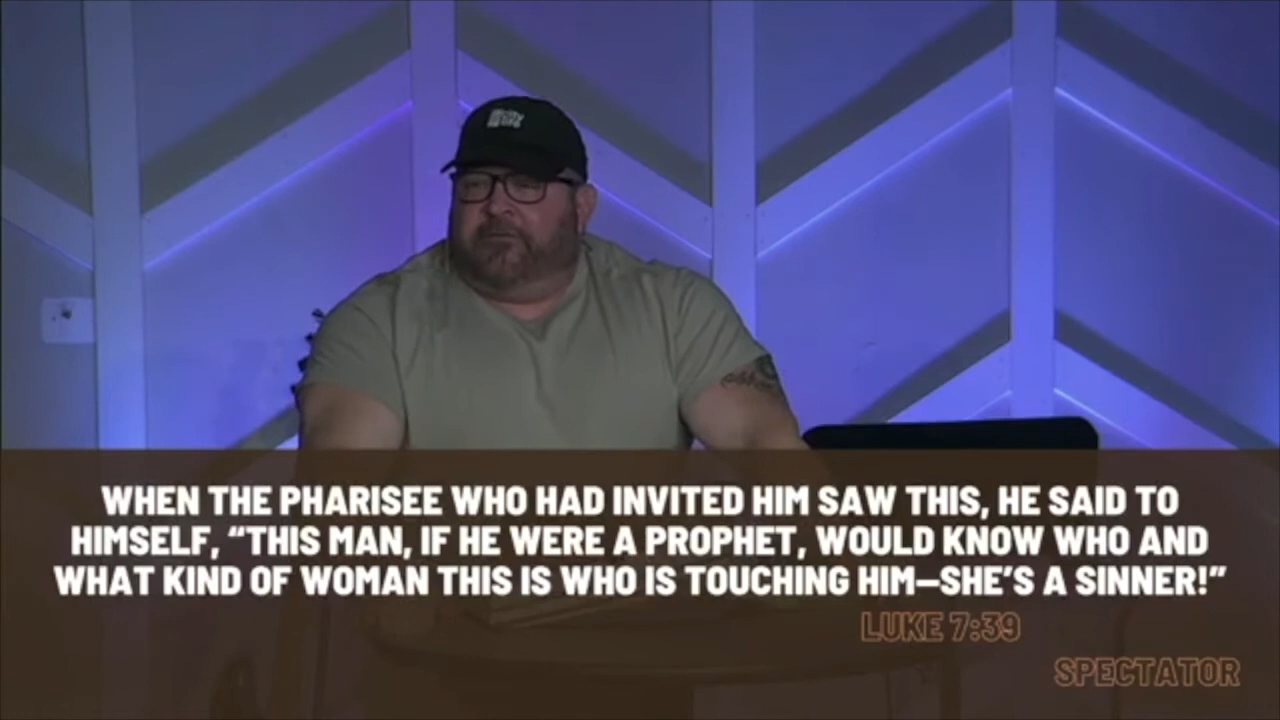 WHEN THE PHARISEE WHO HAD INVITED HIM SAW THIS, HE SAID TO
HIMSELF, “THIS MAN, IF HE WERE A PROPHET, WOULD KNOW WHO AND
WHAT KIND OF WOMAN THIS IS WHO IS TOUCHING HIM—SHE’S A SINNER!”
LUKE 7:39
SPECTATOR